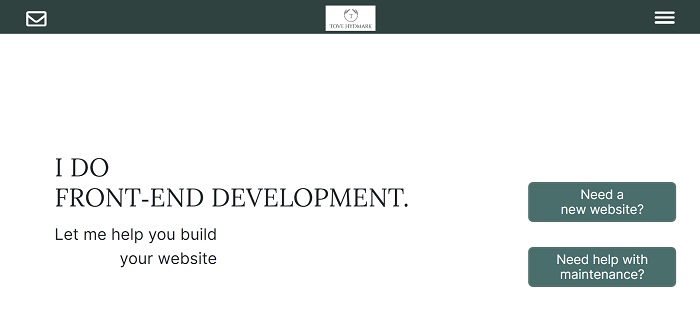 TOVE HYDMARK
I DO
FRONT-END DEVELOPMENT.
Let me help you build
your website
Need a
new website?
Need help with
maintenance?